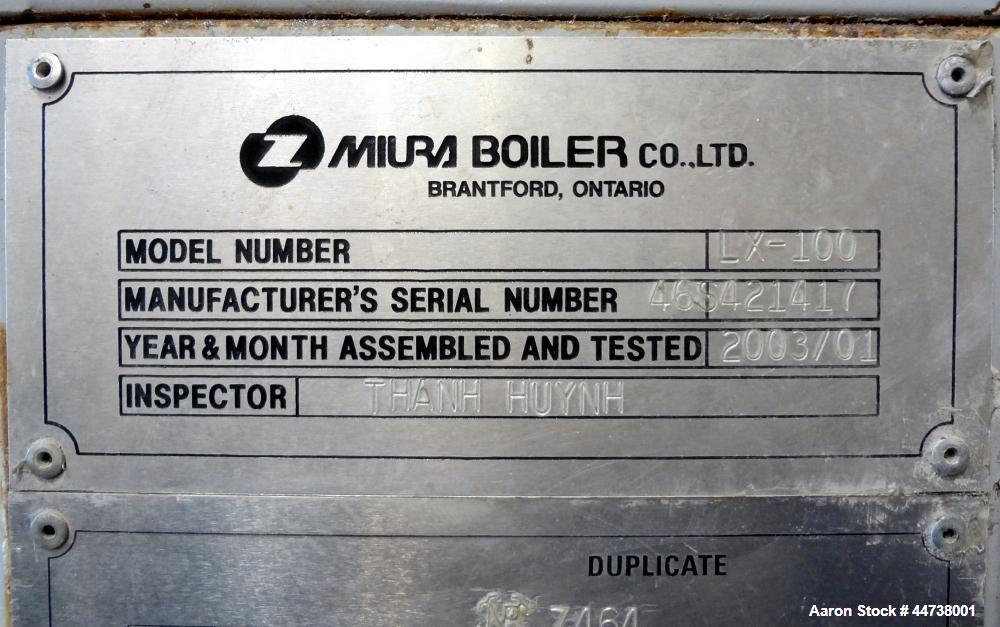 MIURA BOILER CO.,LTD.
BRANTFORD, ONTARIO
MODEL NUMBER LX-100
MANUFACTURER'S SERIAL NUMBER 46S421417
YEAR & MONTH ASSEMBLED AND TESTED 2003/01
INSPECTOR THANH HUYNH
DUPLICATE
7464
Aaron Stock # 44738001